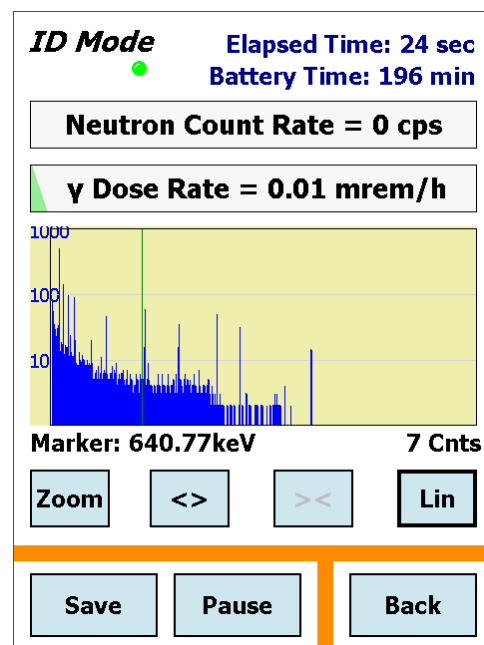 ID Mode
Elapsed Time: 24 sec
Battery Time: 196 min
Neutron Count Rate = 0 cps
γ Dose Rate = 0.01 mrem/h
1000
100
10
Marker: 640.77keV 7 Cnts
Zoom <> >< Lin
Save Pause Back